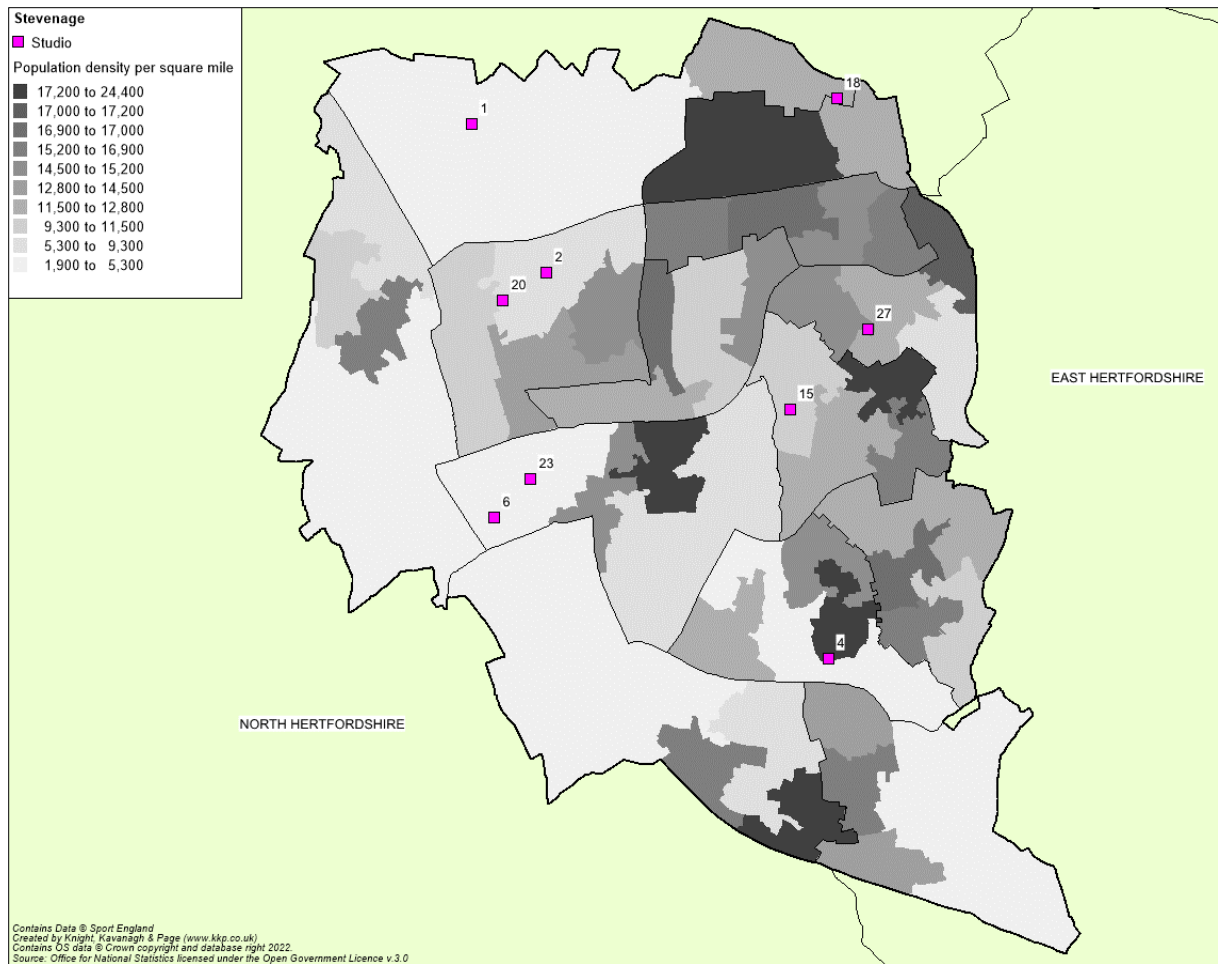 Stevenage
Studio
Population density per square mile
17,200 to 24,400
17,000 to 17,200
16,900 to 17,000
15,200 to 16,900
14,500 to 15,200
12,800 to 14,500
11,500 to 12,800
9,300 to 11,500
5,300 to 9,300
1,900 to 5,300
18
1
2
20
27
EAST HERTFORDSHIRE
15
23
6
4
NORTH HERTFORDSHIRE
Contains Data © Sport England
Created by Knight, Kavanagh & Page (www.kkp.co.uk)
Contains OS data © Crown copyright and database right 2022.
Source: Office for National Statistics licensed under the Open Government Licence v.3.0